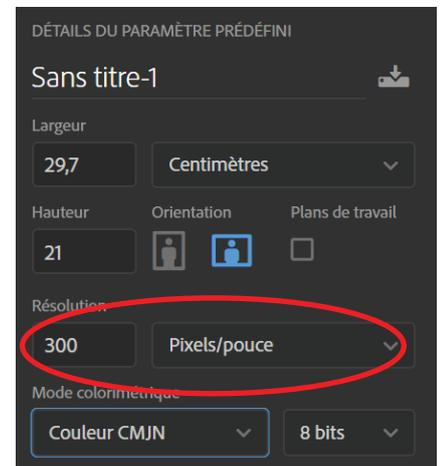 DÉTAILS DU PARAMÈTRE PRÉDÉFINI
Sans titre-1
Largeur
29,7 Centimètres
Hauteur Orientation Plans de travail
21
Résolution
300 Pixels/pouce
Mode colorimétrique
Couleur CMJN 8 bits